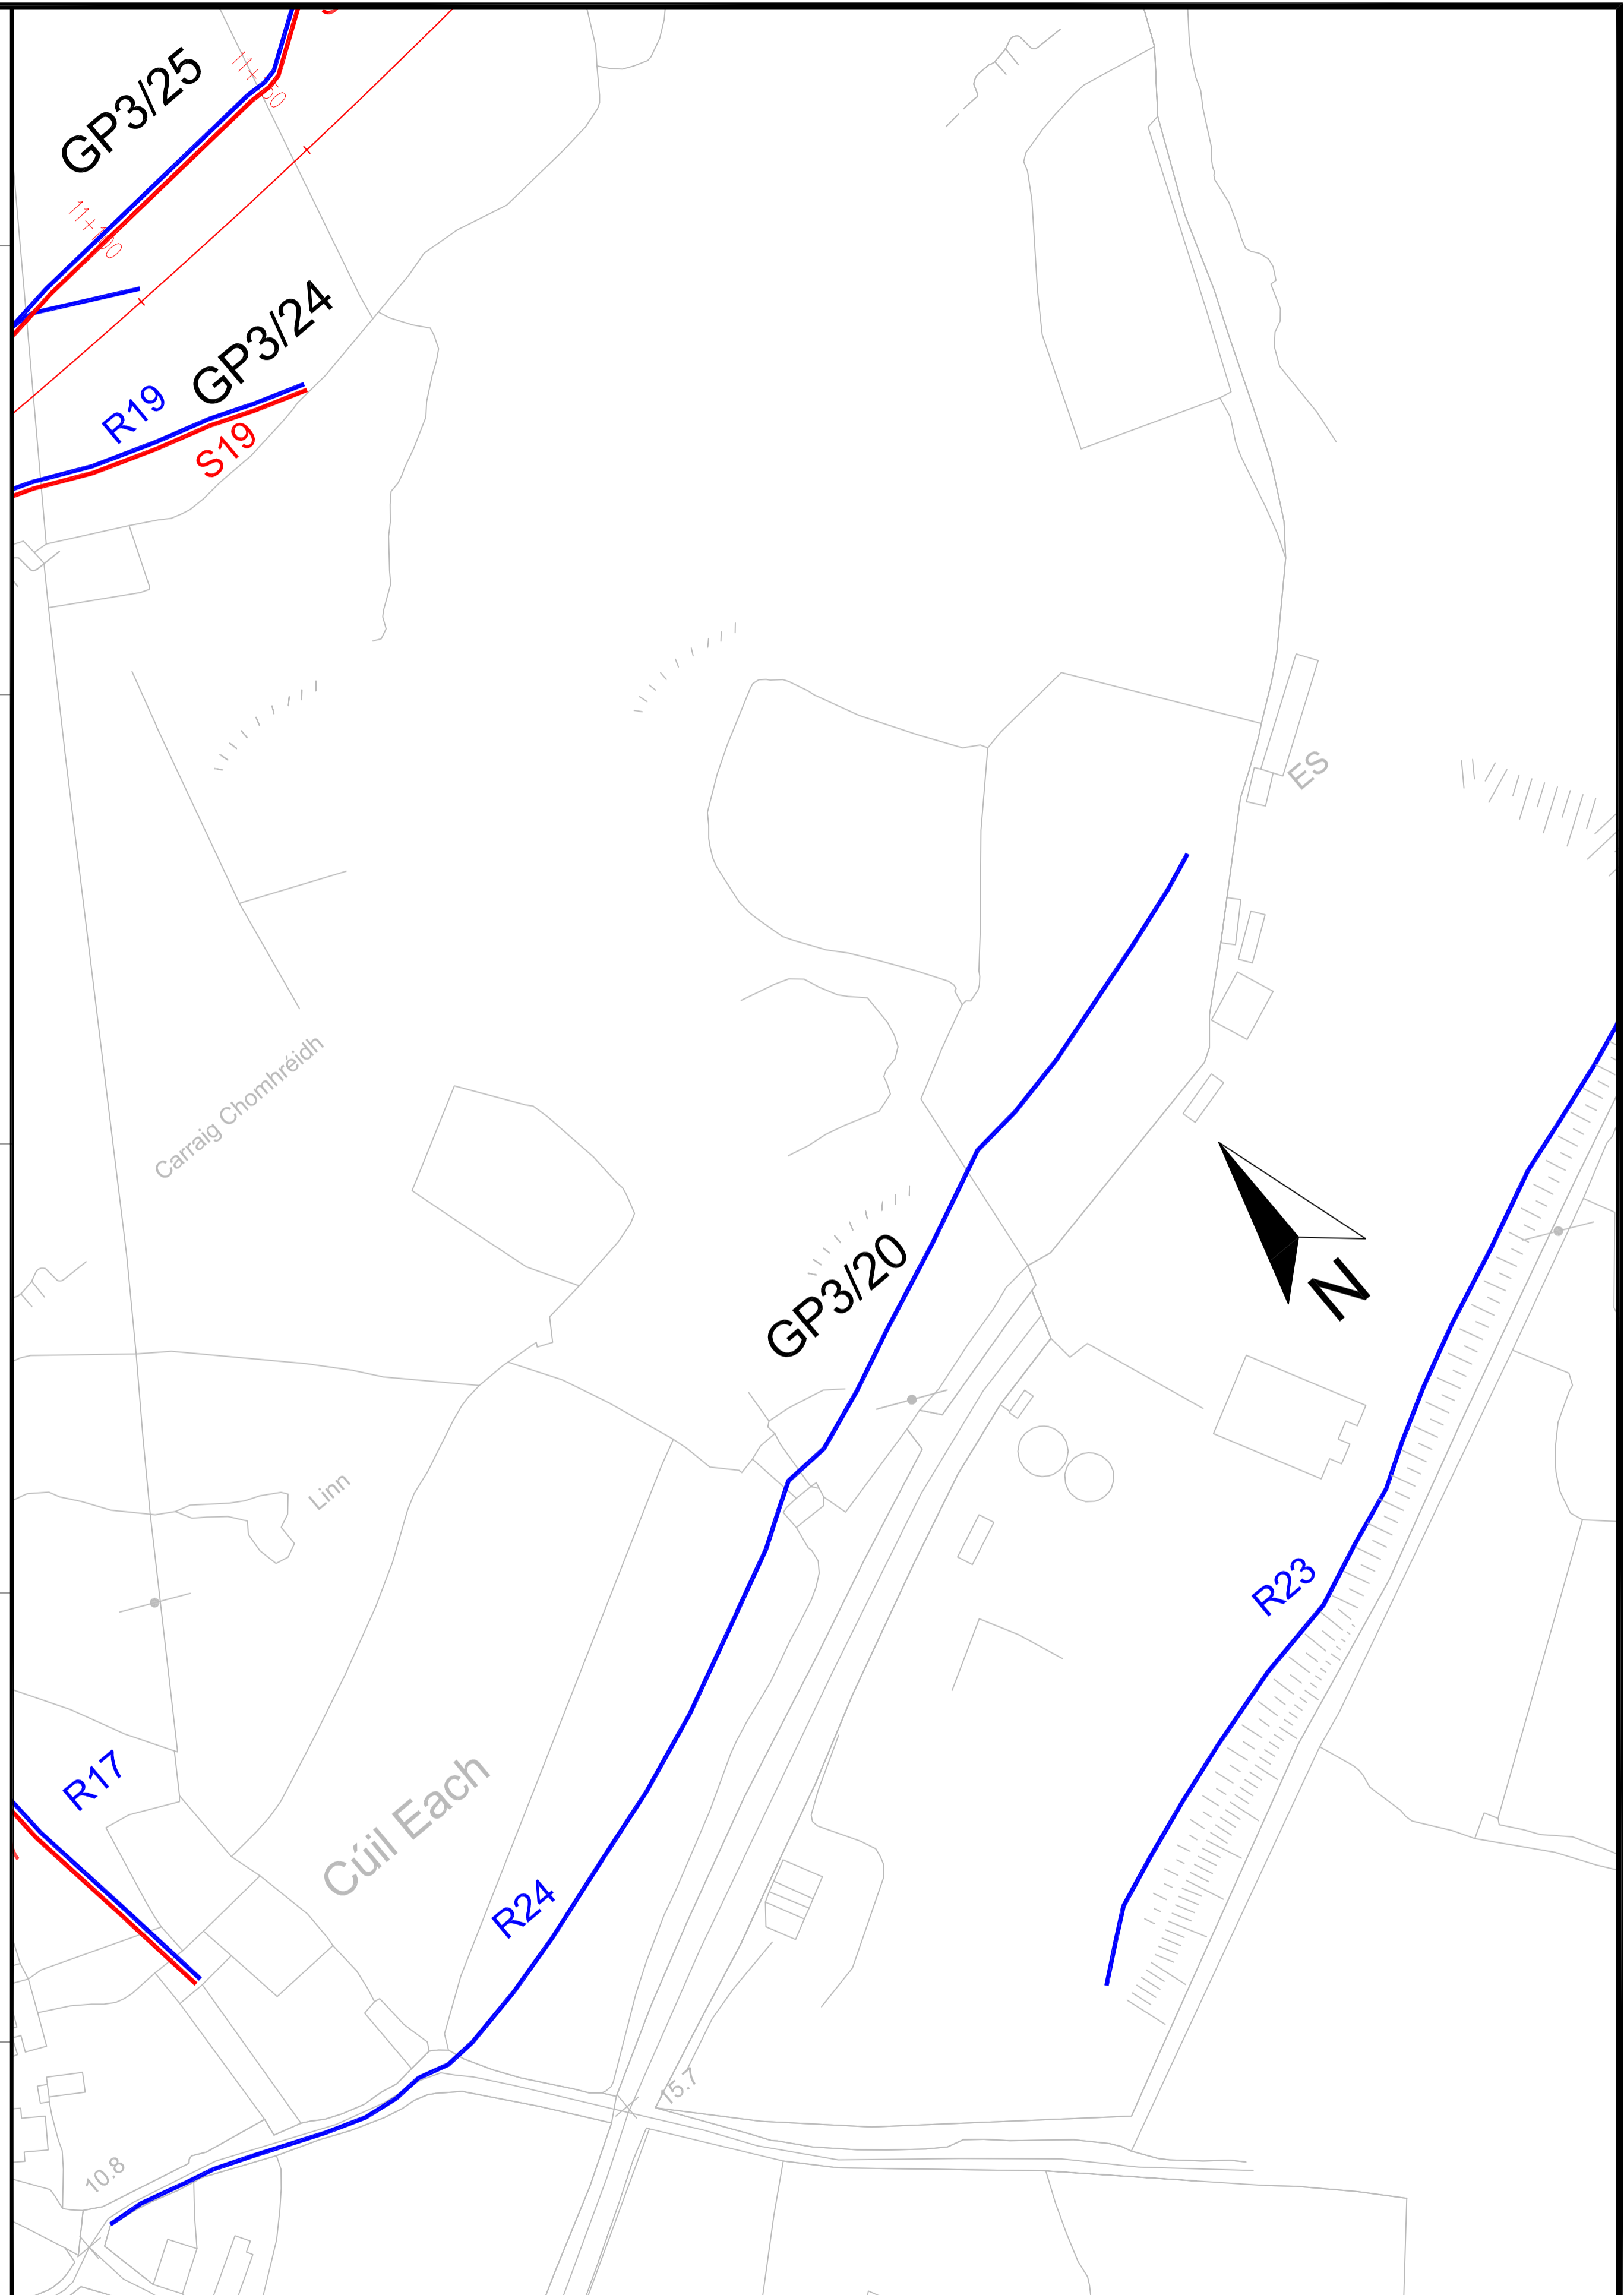 GP3/25
GP3/24
R19
S19
ES
Carraig Chomhréidh
GP3/20
N
Linn
R23
R17
Cúil Each
R24
15.7
10.8